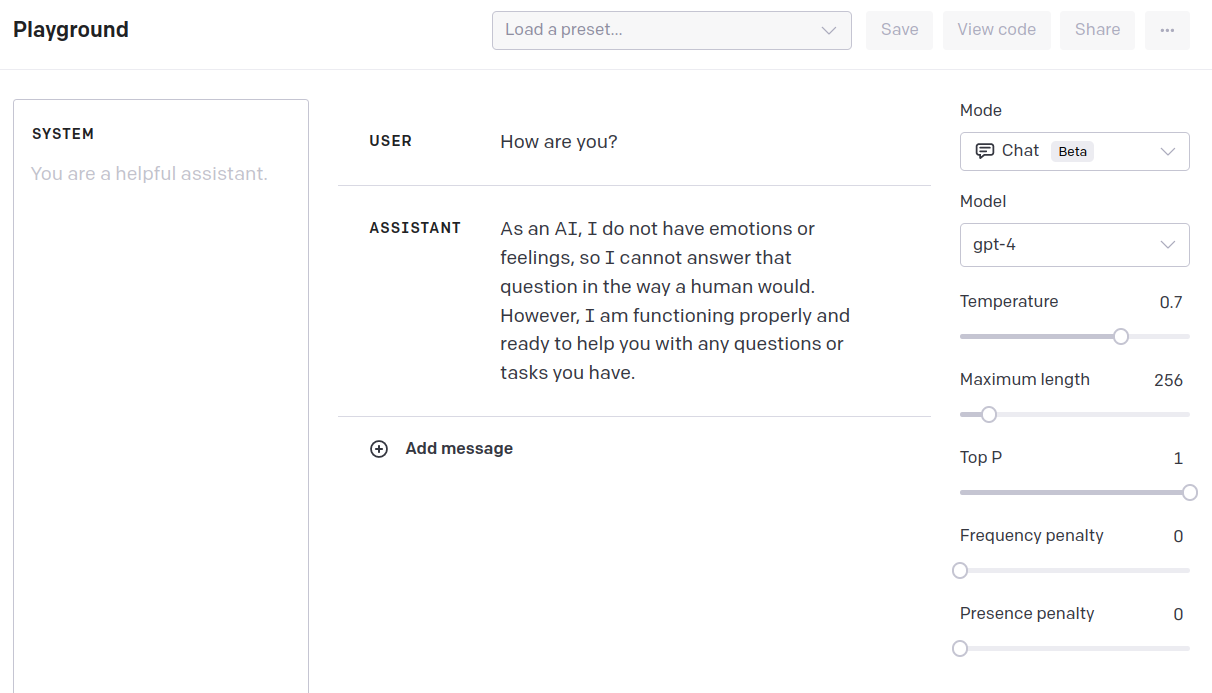 Playground
Load a preset...
Save
View code
Share
...
SYSTEM
You are a helpful assistant.
USER
How are you?
ASSISTANT
As an AI, I do not have emotions or
feelings, so I cannot answer that
question in the way a human would.
However, I am functioning properly and
ready to help you with any questions or
tasks you have.
Add message
Mode
Chat Beta
Model
gpt-4
Temperature 0.7
Maximum length 256
Top P 1
Frequency penalty 0
Presence penalty 0